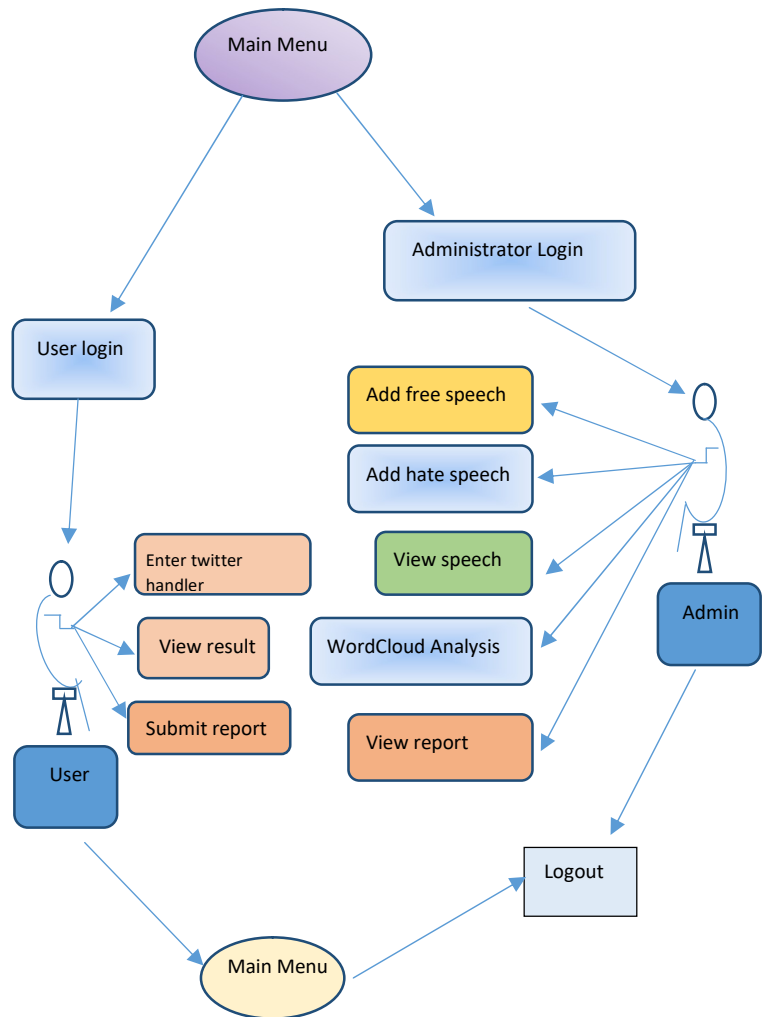 Main Menu
Administrator Login
User login
Add free speech
Add hate speech
Enter twitter
handler
View speech
Admin
View result
WordCloud Analysis
Submit report
View report
User
Logout
Main Menu